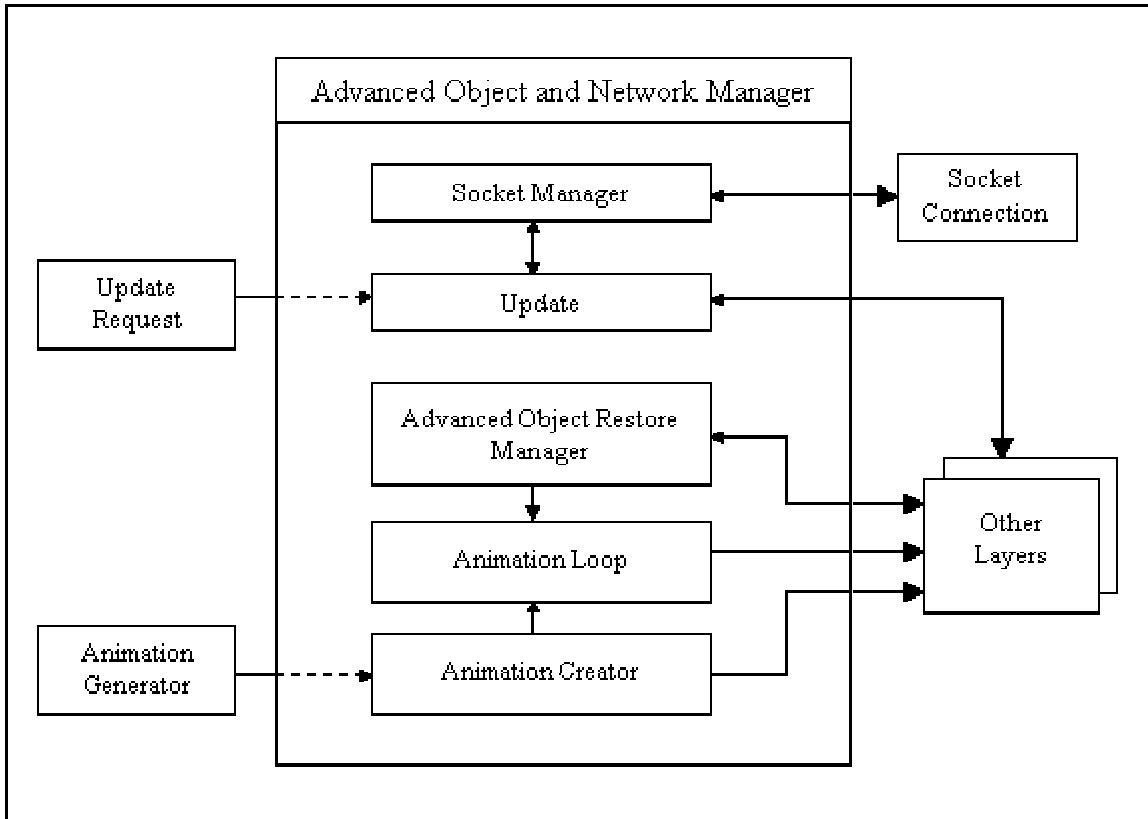 Advanced Object and Network Manager
Socket Manager
Socket
Connection
Update
Request
Update
Advanced Object Restore
Manager
Other
Layers
Animation Loop
Animation
Generator
Animation Creator